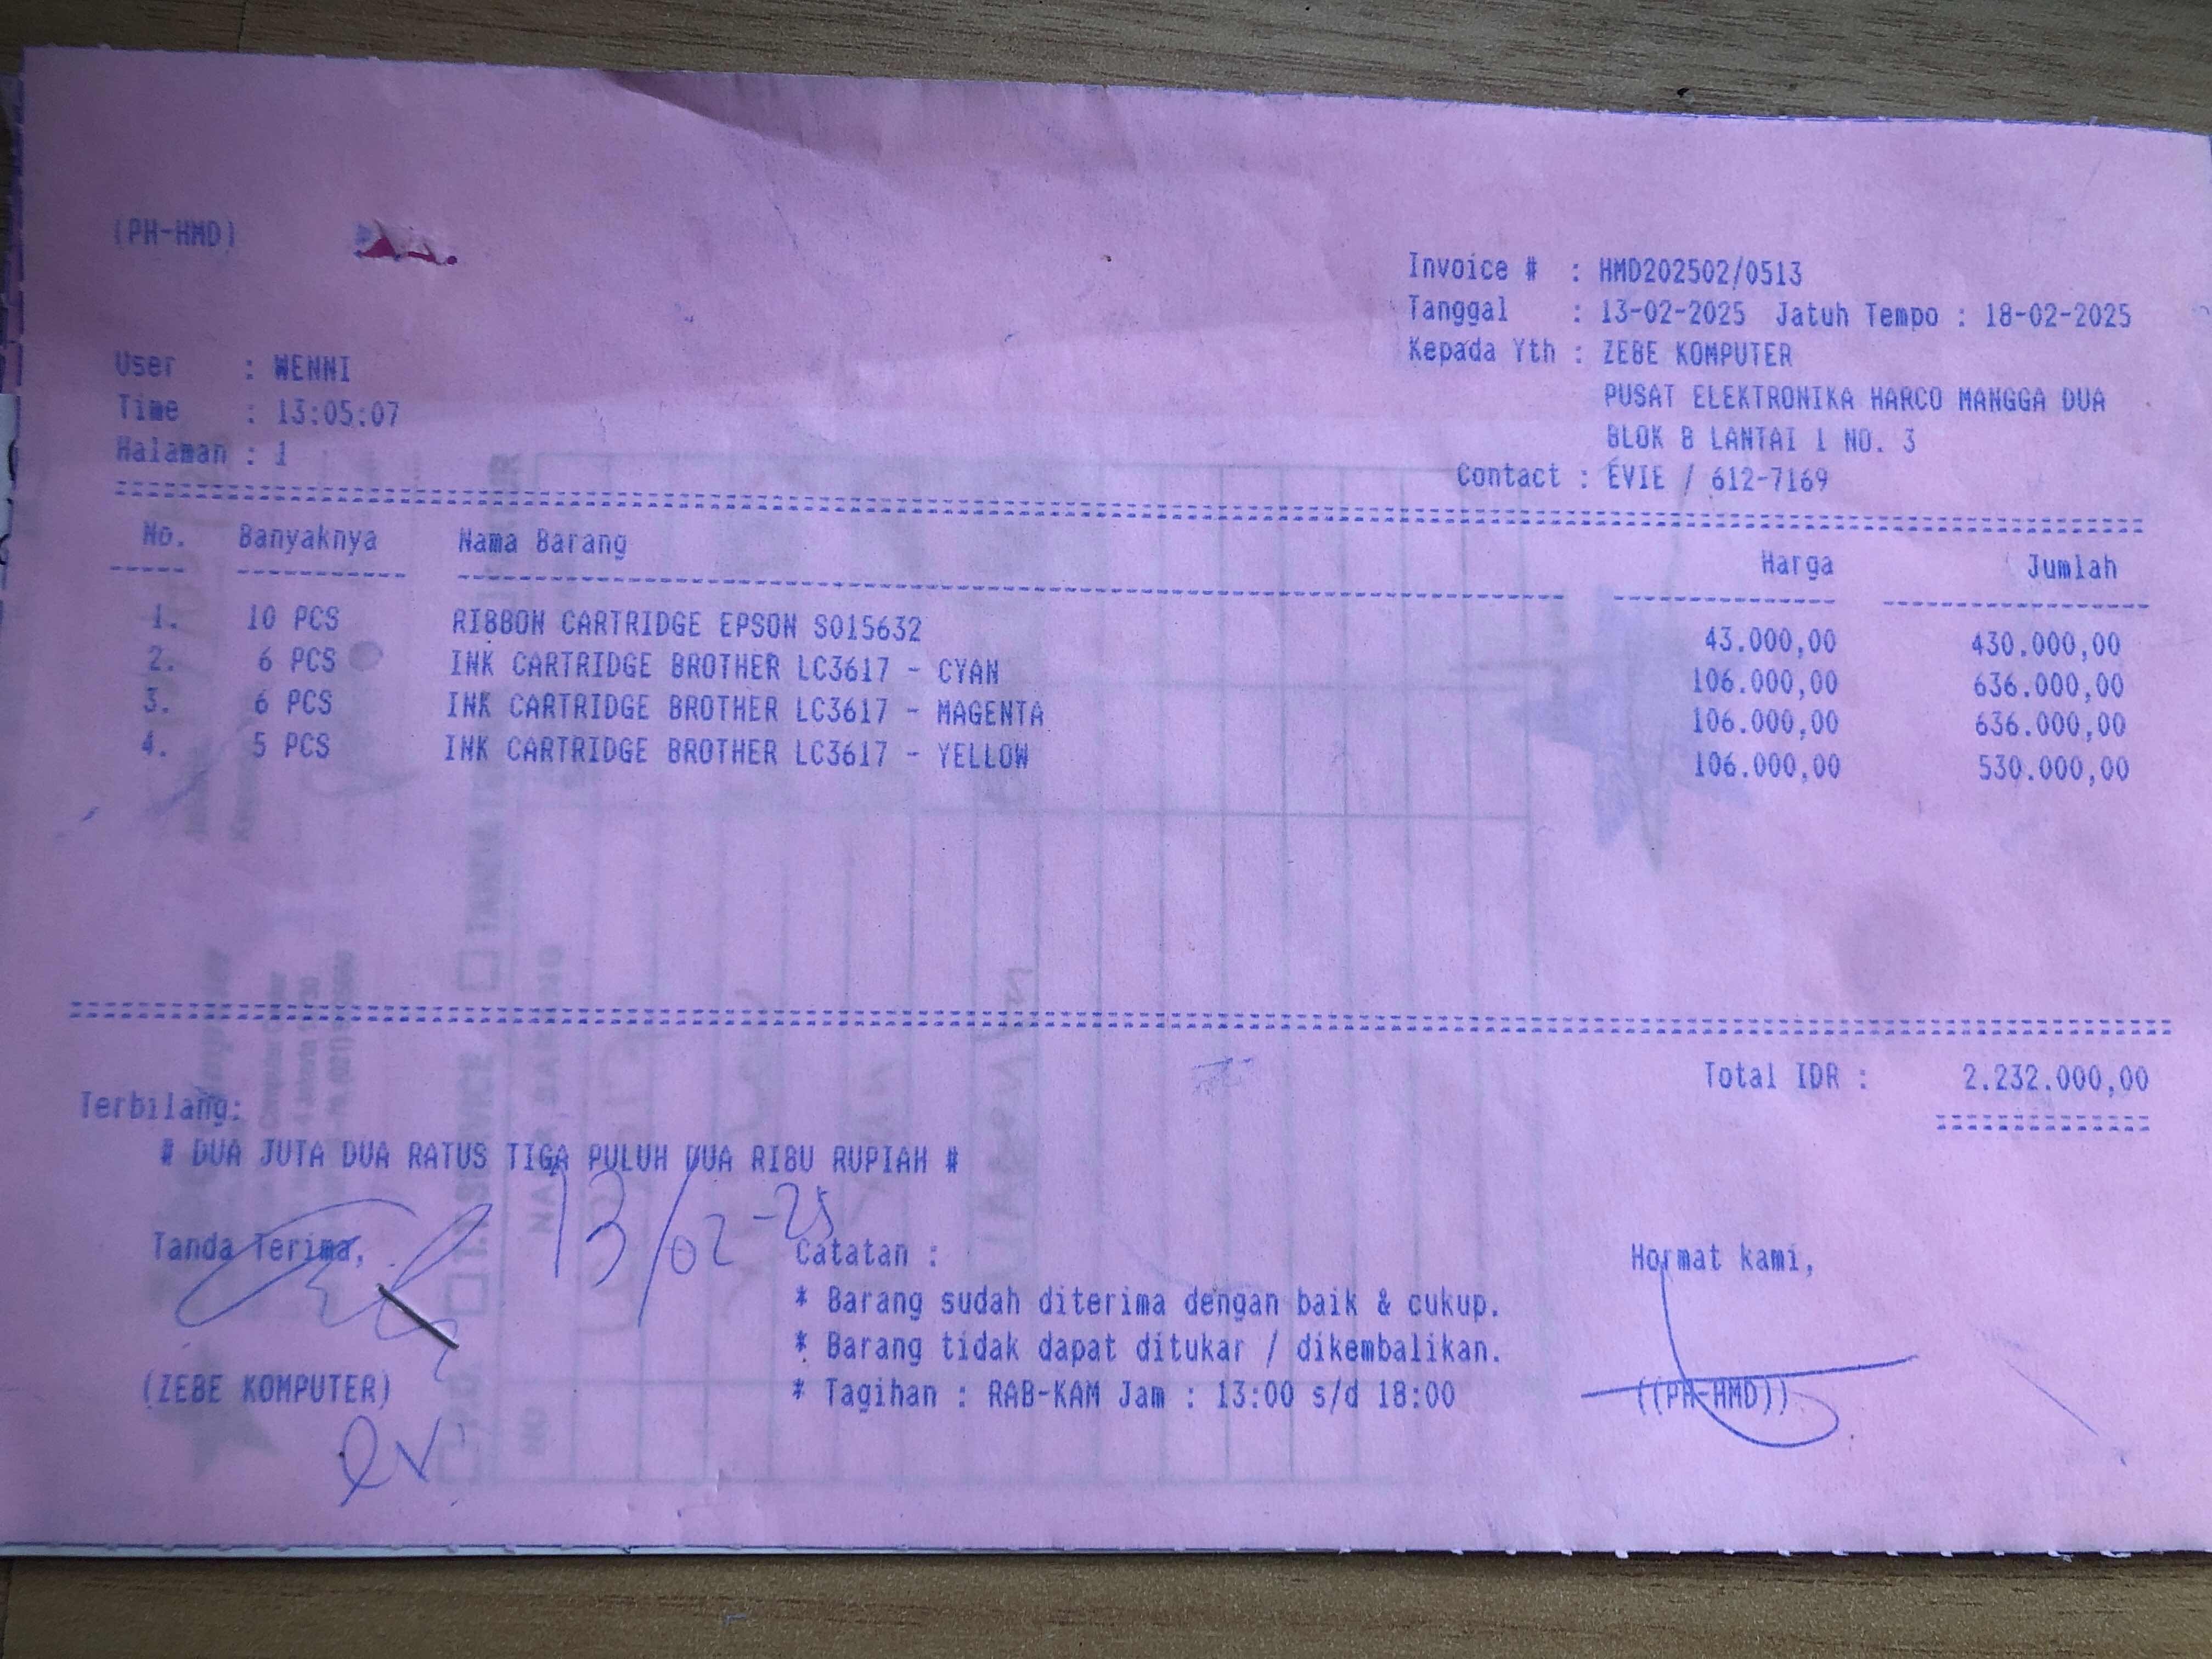 (PH-HMD)
Invoice # : HMD202502/0513
Tanggal : 13-02-2025 Jatuh Tempo : 18-02-2025
Kepada Yth : ZEBE KOMPUTER
PUSAT ELEKTRONIKA HARCO MANGGA DUA
BLOK B LANTAI 1 NO. 3
Contact : EVIE / 612-7169
User : WENNI
Time : 13:05:07
Halaman : 1
No. Banyaknya Nama Barang Harga Jumlah
1. 10 PCS RIBBON CARTRIDGE EPSON S015632 43.000,00 430.000,00
2. 6 PCS INK CARTRIDGE BROTHER LC3617 - CYAN 106.000,00 636.000,00
3. 6 PCS INK CARTRIDGE BROTHER LC3617 - MAGENTA 106.000,00 636.000,00
4. 5 PCS INK CARTRIDGE BROTHER LC3617 - YELLOW 106.000,00 530.000,00
Total IDR : 2.232.000,00
Terbilang:
# DUA JUTA DUA RATUS TIGA PULUH DUA RIBU RUPIAH #
13/02-25
Tanda Terima,
(ZEBE KOMPUTER)
Catatan :
* Barang sudah diterima dengan baik & cukup.
* Barang tidak dapat ditukar / dikembalikan.
* Tagihan : RAB-KAM Jam : 13:00 s/d 18:00
Hormat kami,
((PH-HMD))